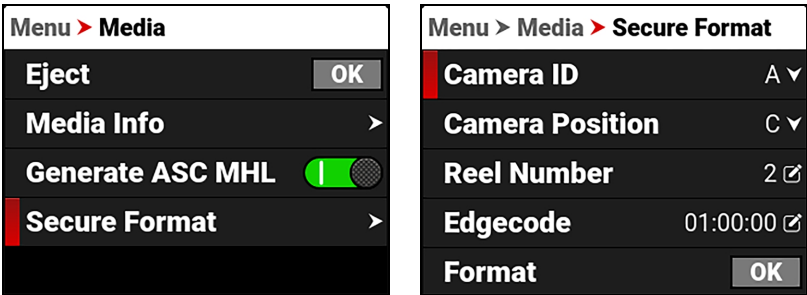 Menu > Media
Eject OK
Media Info >
Generate ASC MHL
Secure Format >
Menu > Media > Secure Format
Camera ID A
Camera Position C
Reel Number 2
Edgecode 01:00:00
Format OK